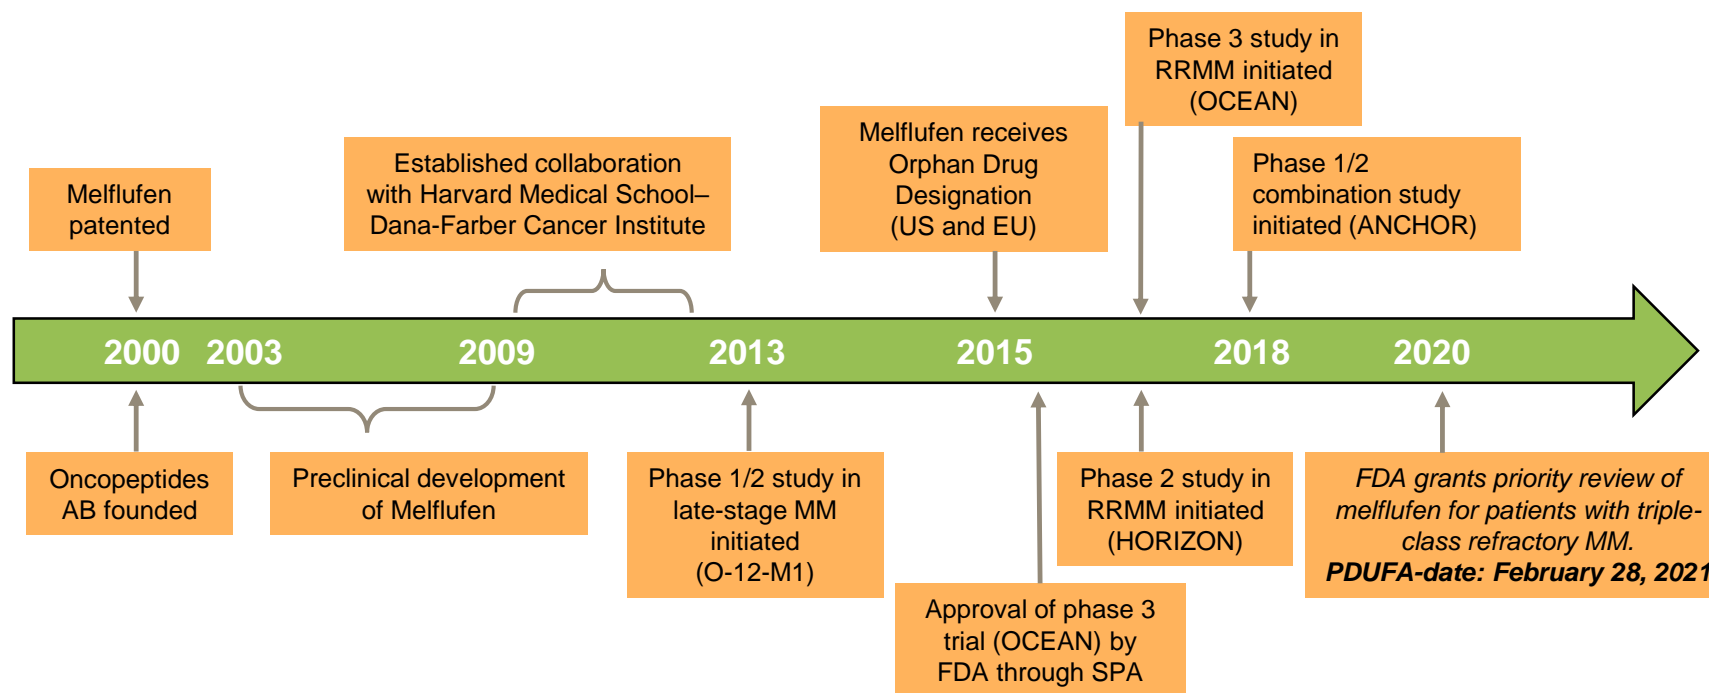 Phase 3 study in
RRMM initiated
(OCEAN)
Melflufen receives
Orphan Drug
Designation
(US and EU)
Established collaboration
with Harvard Medical School–
Dana-Farber Cancer Institute
Phase 1/2
combination study
initiated (ANCHOR)
Melflufen
patented
2000 2003 2009 2013 2015 2018 2020
Oncopeptides
AB founded
Preclinical development
of Melflufen
Phase 1/2 study in
late-stage MM
initiated
(O-12-M1)
Phase 2 study in
RRMM initiated
(HORIZON)
FDA grants priority review of
melflufen for patients with triple-
class refractory MM.
PDUFA-date: February 28, 2021
Approval of phase 3
trial (OCEAN) by
FDA through SPA